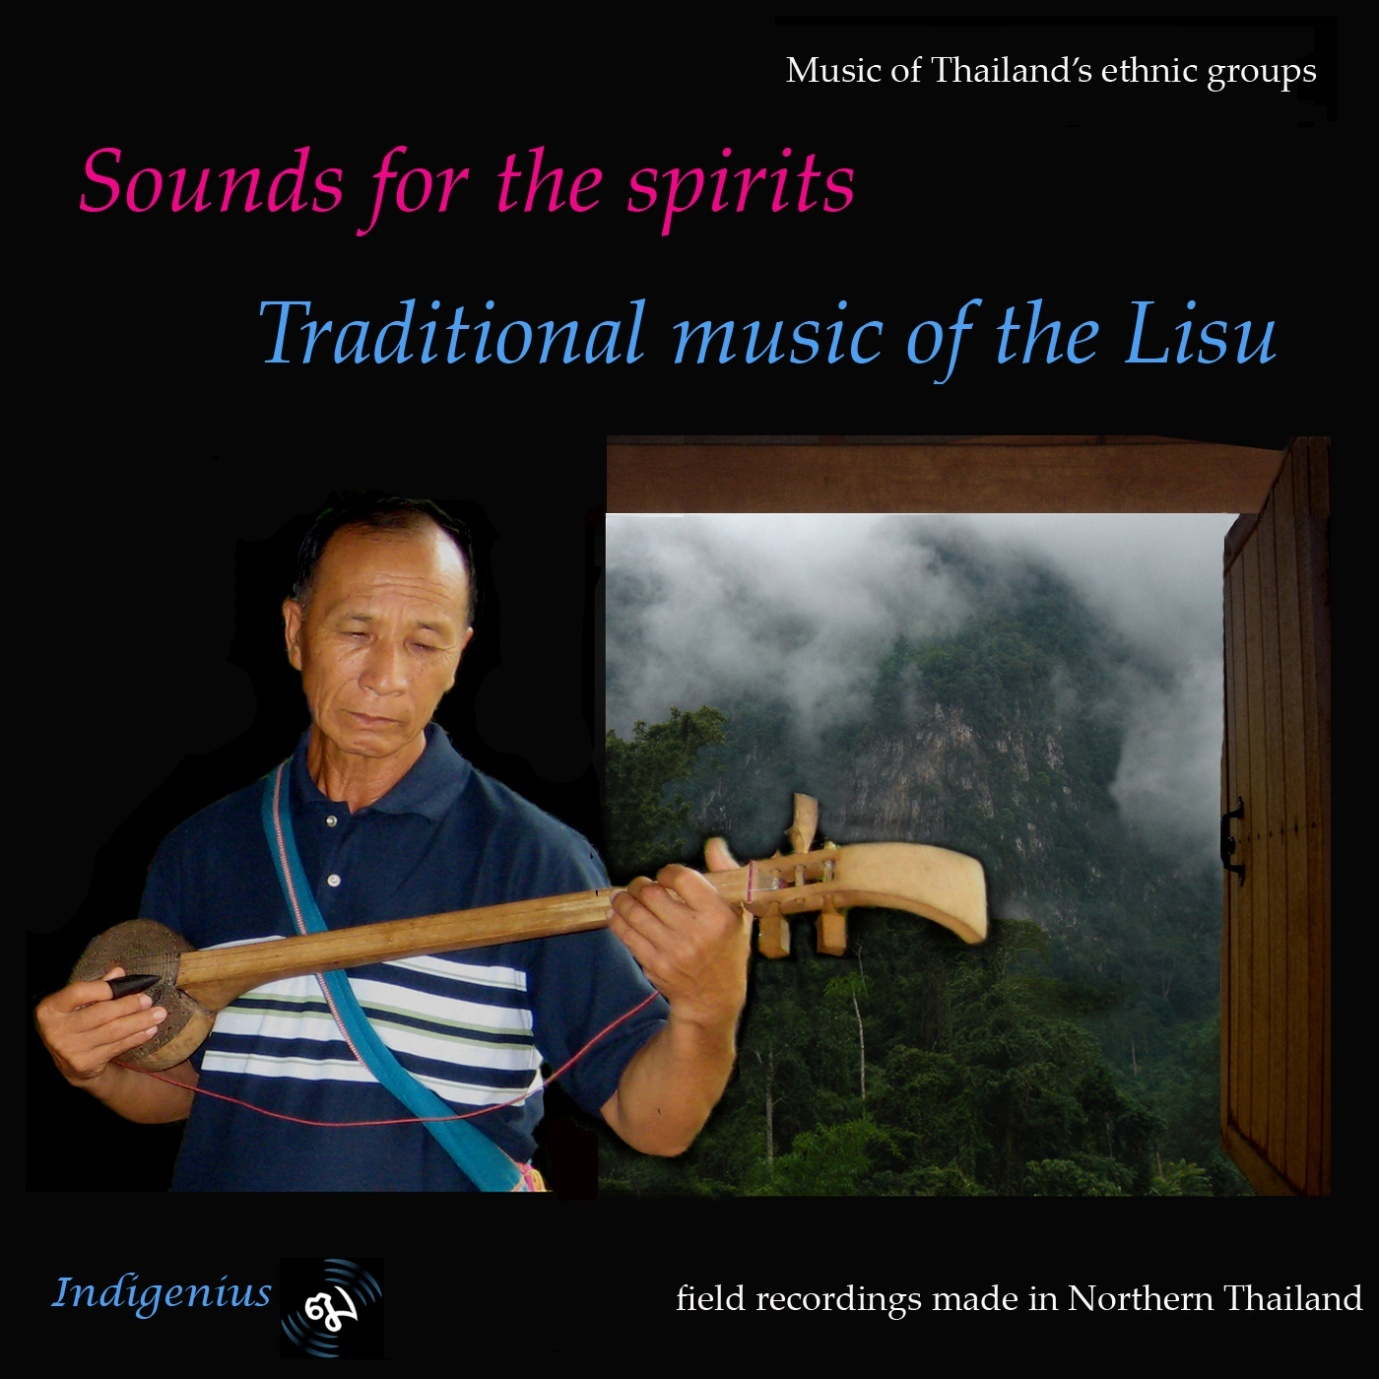 Music of Thailand’s ethnic groups
Sounds for the spirits
Traditional music of the Lisu
Indigenius
field recordings made in Northern Thailand